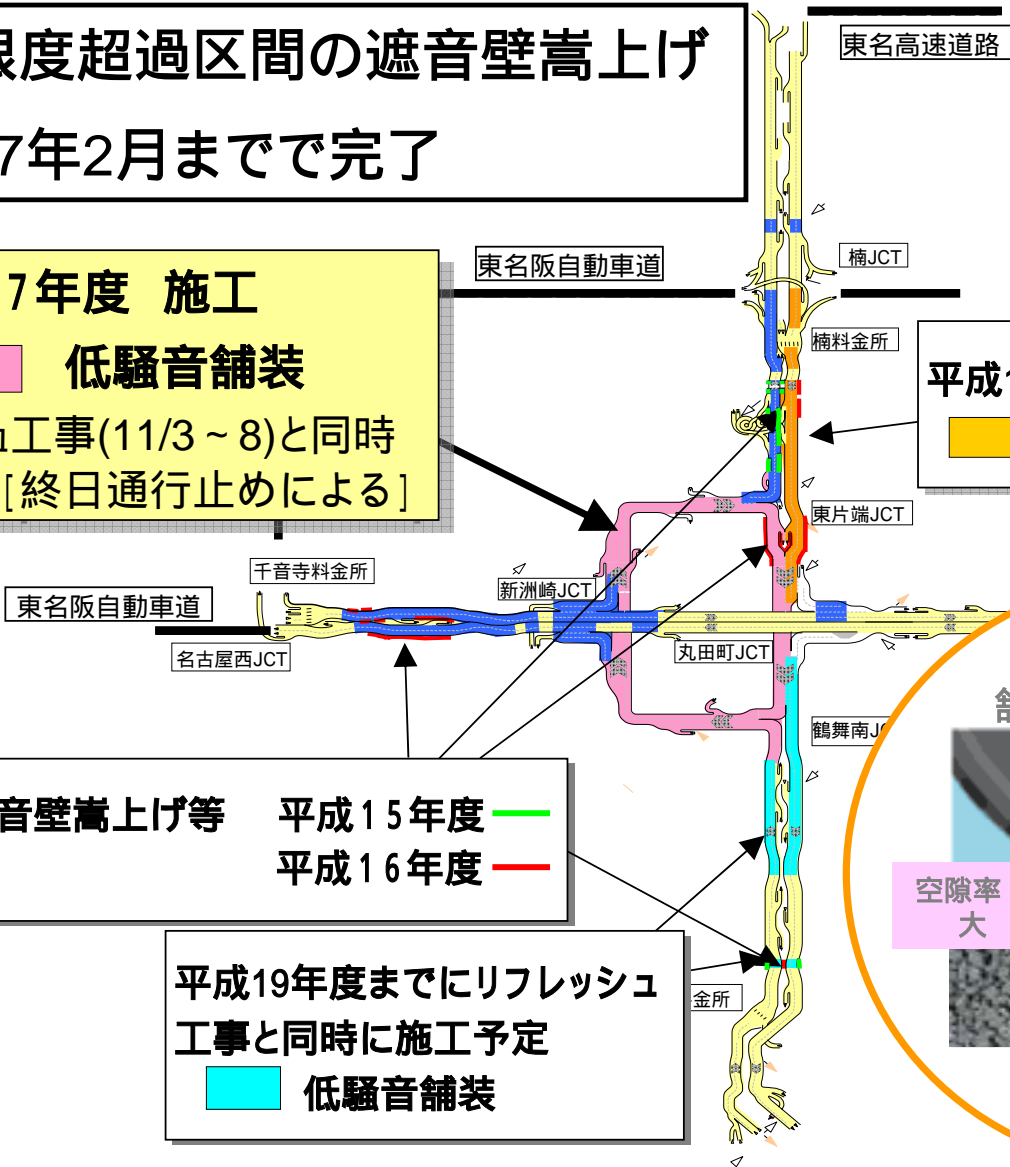 限度超過区間の遮音壁嵩上げ
7年2月までで完了
東名高速道路
楠JCT
東名阪自動車道
7年度 施工
低騒音舗装
ュ工事(11/3～8)と同時
[終日通行止めによる]
楠料金所
平成1
東片端JCT
千音寺料金所
新洲崎JCT
東名阪自動車道
名古屋西JCT
丸田町JCT
鶴舞南JC
音壁嵩上げ等 平成15年度
平成16年度
空隙率
大
平成19年度までにリフレッシュ
工事と同時に施工予定
低騒音舗装
金所